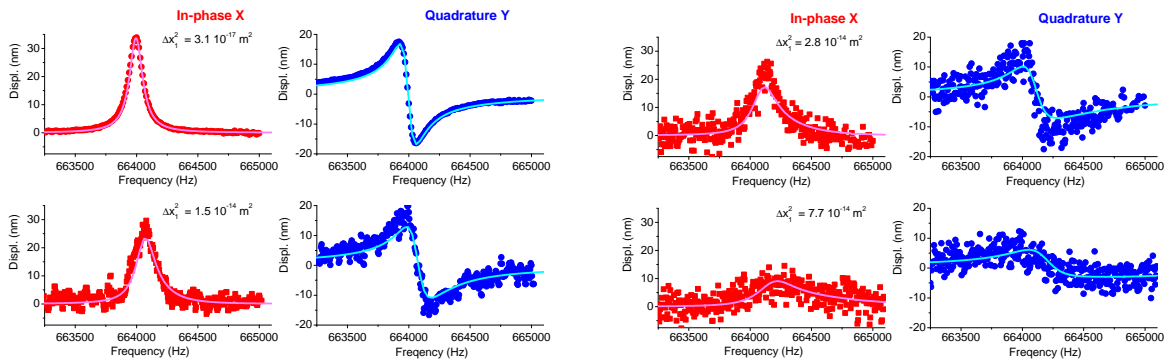 In-phase X
Quadrature Y
Δx₁² = 3.1 10⁻¹⁷ m²
Displ. (nm)
30
20
10
0
663500 664000 664500 665000
Frequency (Hz)
Displ. (nm)
20
10
0
-10
-20
663500 664000 664500 665000
Frequency (Hz)
Δx₁² = 1.5 10⁻¹⁴ m²
Displ. (nm)
30
20
10
0
663500 664000 664500 665000
Frequency (Hz)
Displ. (nm)
20
10
0
-10
-20
663500 664000 664500 665000
Frequency (Hz)
In-phase X
Quadrature Y
Δx₁² = 2.8 10⁻¹⁴ m²
Displ. (nm)
30
20
10
0
663500 664000 664500 665000
Frequency (Hz)
Displ. (nm)
20
10
0
-10
-20
663500 664000 664500 665000
Frequency (Hz)
Δx₁² = 7.7 10⁻¹⁴ m²
Displ. (nm)
30
20
10
0
663500 664000 664500 665000
Frequency (Hz)
Displ. (nm)
20
10
0
-10
-20
663500 664000 664500 665000
Frequency (Hz)